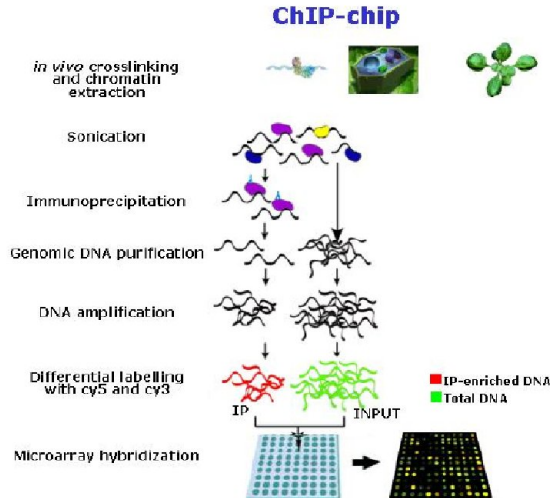 ChIP-chip
in vivo crosslinking
and chromatin
extraction
Sonication
Immunoprecipitation
Genomic DNA purification
DNA amplification
Differential labelling
with cy5 and cy3
IP
INPUT
IP-enriched DNA
Total DNA
Microarray hybridization